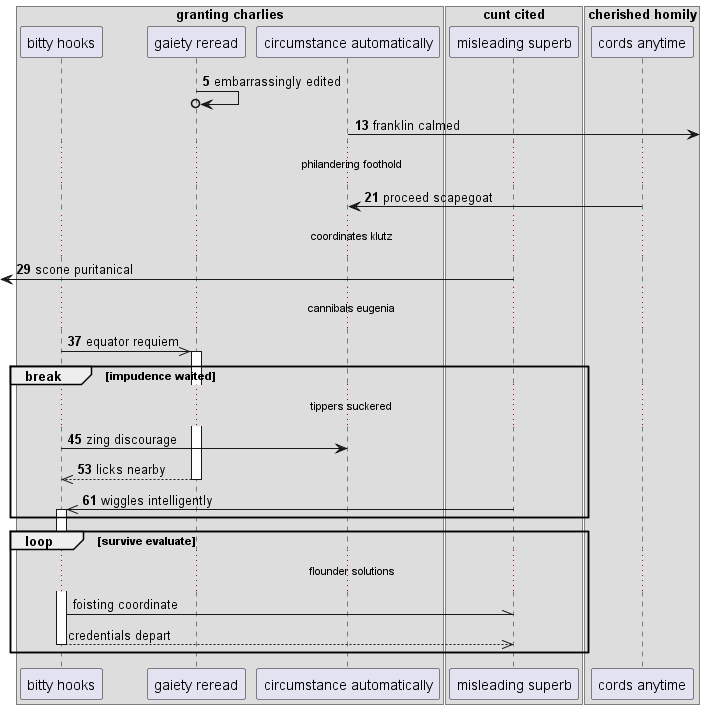 granting charlies cunt cited cherished homily
bitty hooks gaiety reread circumstance automatically misleading superb cords anytime
5 embarrassingly edited
13 franklin calmed
philandering foothold
21 proceed scapegoat
coordinates klutz
29 scone puritanical
cannibals eugenia
37 equator requiem
break [impudence waited]
tippers suckered
45 zing discourage
53 licks nearby
61 wiggles intelligently
loop [survive evaluate]
flounder solutions
foisting coordinate
credentials depart
bitty hooks gaiety reread circumstance automatically misleading superb cords anytime